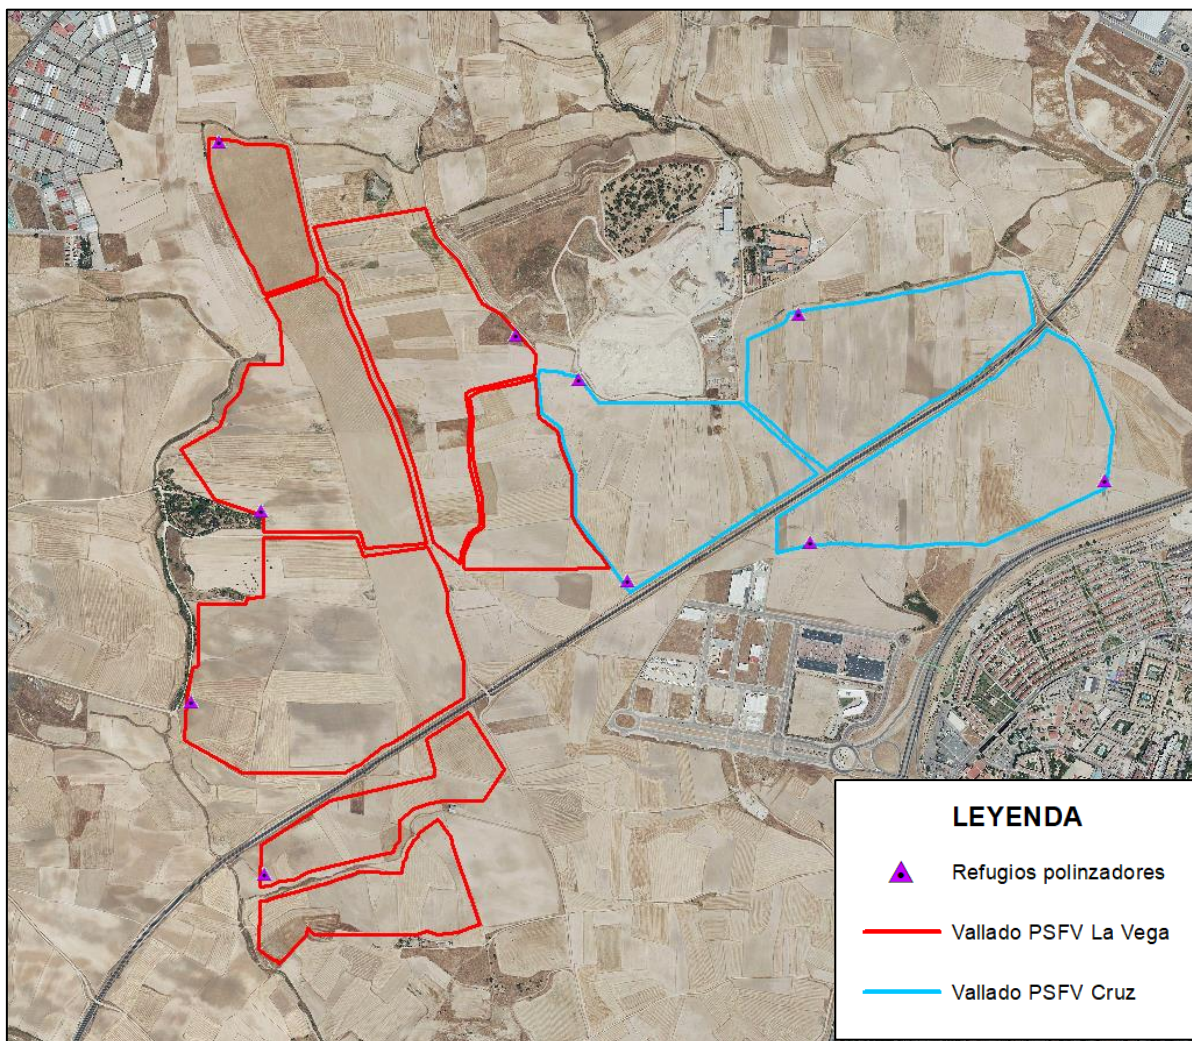 LEYENDA
Refugios polinzadores
Vallado PSFV La Vega
Vallado PSFV Cruz